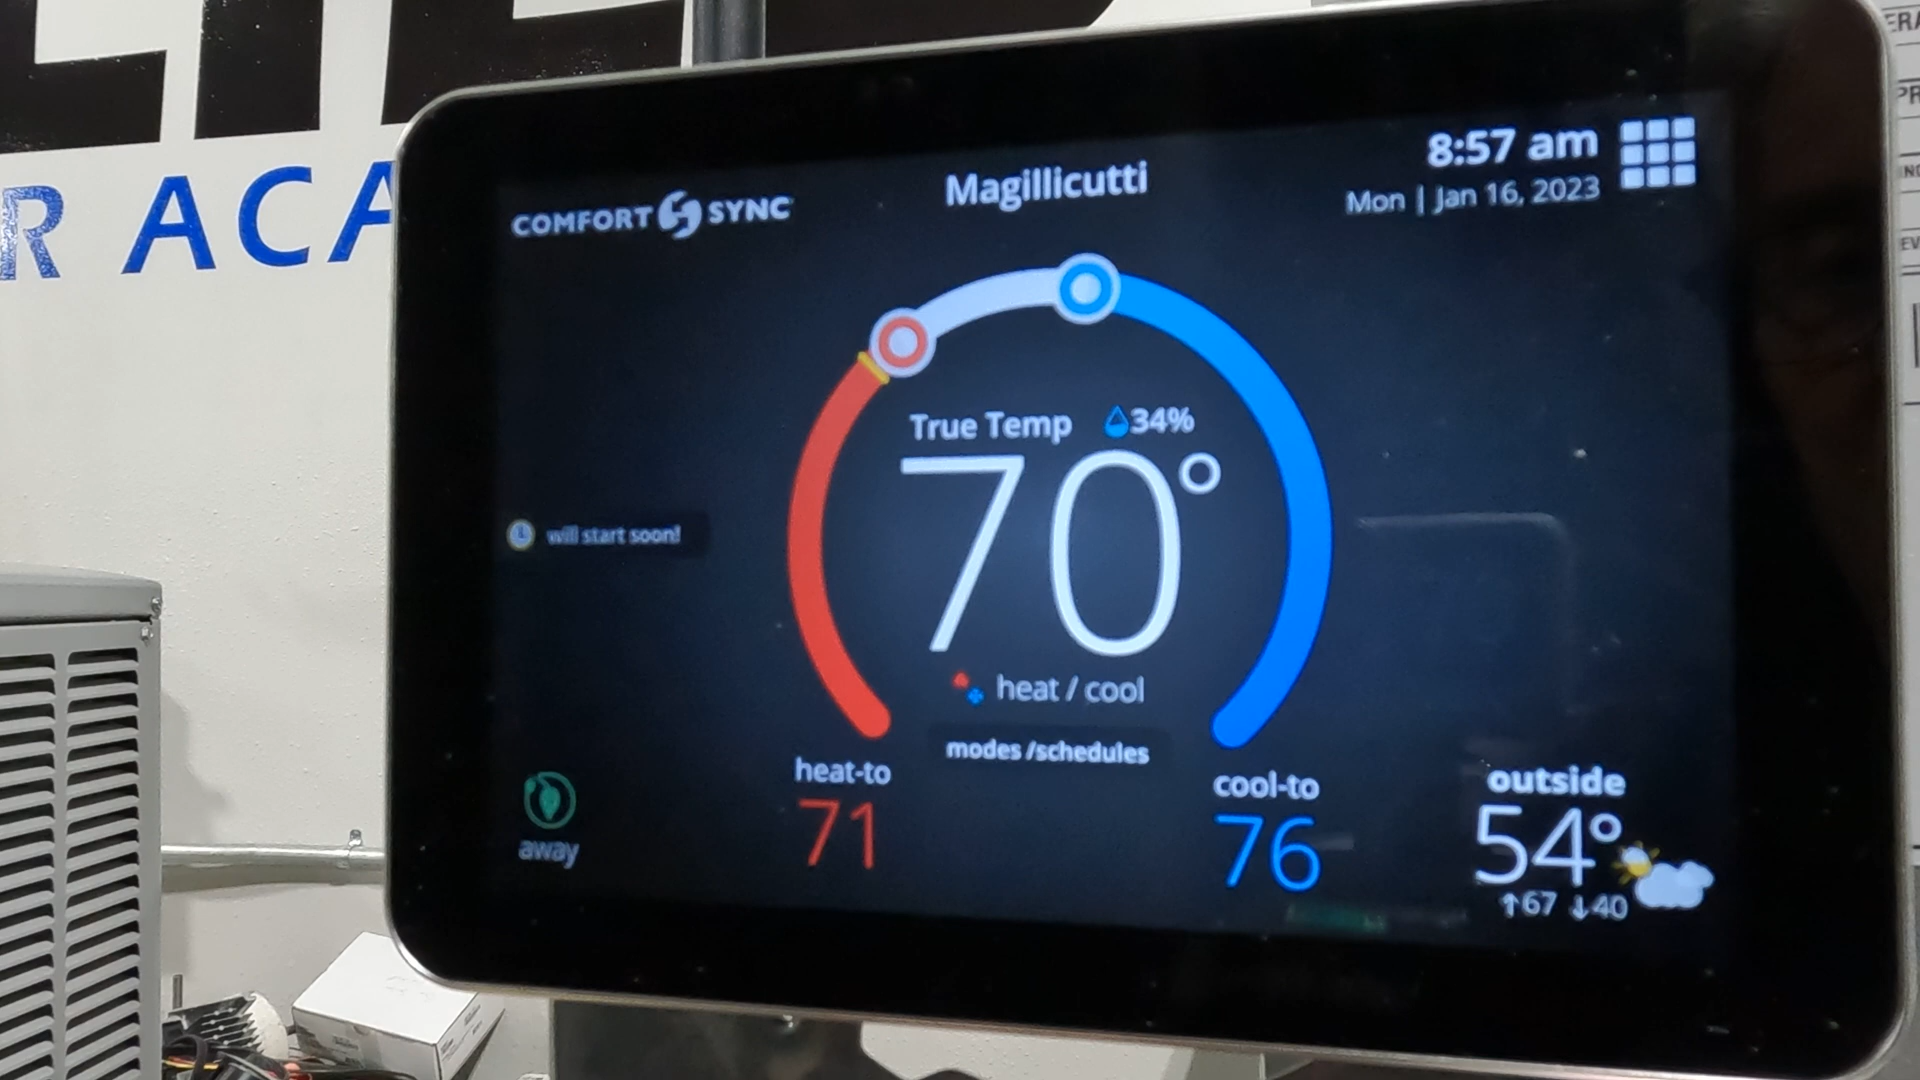 R ACA
COMFORT SYNC
Magillicutti
8:57 am
Mon | Jan 16, 2023
True Temp 34%
70°
will start soon!
heat / cool
modes /schedules
away
heat-to
71
cool-to
76
outside
54°
↑67 ↓40